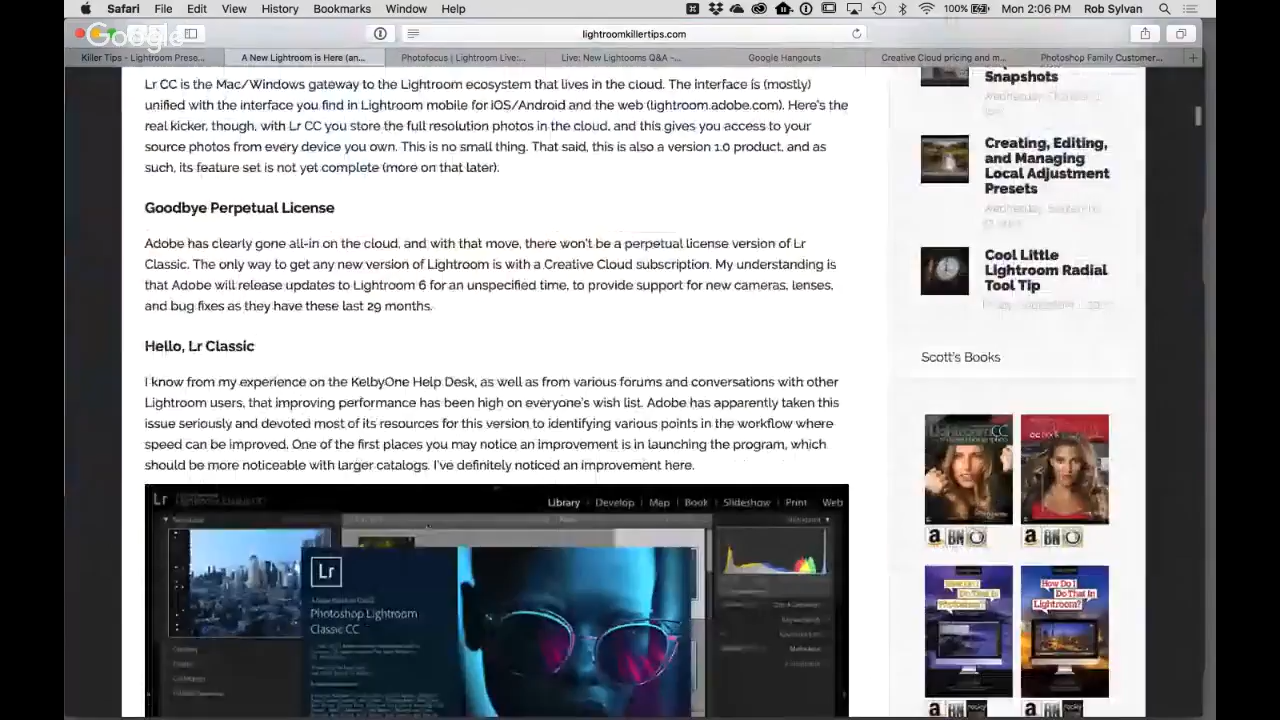 Safari File Edit View History Bookmarks Window Help 100% Mon 2:06 PM Rob Sylvan
Google
lightroomkillertips.com
Killer Tips - Lightroom Prese...
A New Lightroom is Here (an...
Photofocus | Lightroom Live:...
Live: New Lightrooms Q&A -...
Google Hangouts
Creative Cloud pricing and m...
Photoshop Family Customer...
Lr CC is the Mac/Windows gateway to the Lightroom ecosystem that lives in the cloud. The interface is (mostly)
unified with the interface you find in Lightroom mobile for iOS/Android and the web (lightroom.adobe.com). Here's the
real kicker, though, with Lr CC you store the full resolution photos in the cloud, and this gives you access to your
source photos from every device you own. This is no small thing. That said, this is also a version 1.0 product, and as
such, its feature set is not yet complete (more on that later).
Goodbye Perpetual License
Adobe has clearly gone all-in on the cloud, and with that move, there won't be a perpetual license version of Lr
Classic. The only way to get any new version of Lightroom is with a Creative Cloud subscription. My understanding is
that Adobe will release updates to Lightroom 6 for an unspecified time, to provide support for new cameras, lenses,
and bug fixes as they have these last 29 months.
Hello, Lr Classic
I know from my experience on the KelbyOne Help Desk, as well as from various forums and conversations with other
Lightroom users, that improving performance has been high on everyone's wish list. Adobe has apparently taken this
issue seriously and devoted most of its resources for this version to identifying various points in the workflow where
speed can be improved. One of the first places you may notice an improvement is in launching the program, which
should be more noticeable with larger catalogs. I've definitely noticed an improvement here.
Lr
Library Develop Map Book Slideshow Print Web
Lr
Photoshop Lightroom
Classic CC
Snapshots
Creating, Editing,
and Managing
Local Adjustment
Presets
Cool Little
Lightroom Radial
Tool Tip
Scott's Books
a BN
a BN
How Do I
Do That In
Lightroom?
a BN
a BN